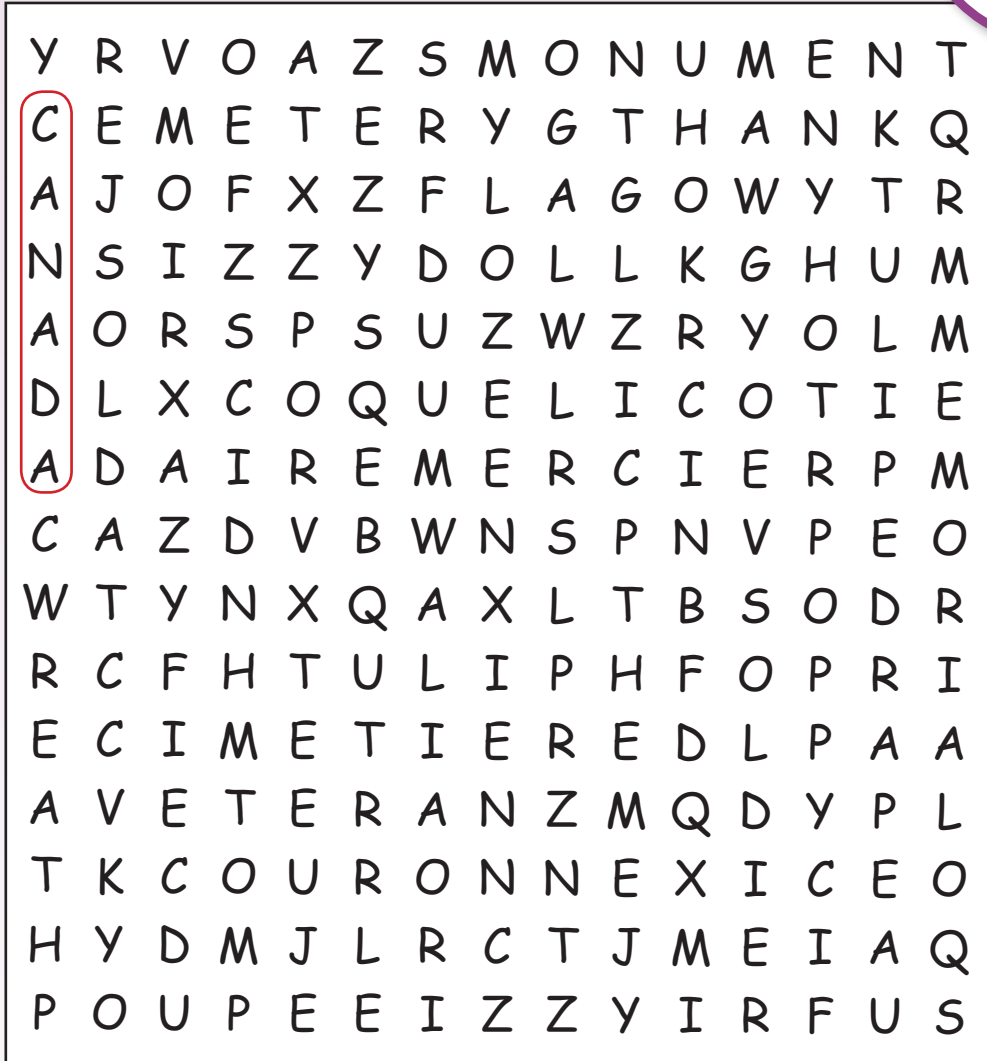 Y R V O A Z S M O N U M E N T
C E M E T E R Y G T H A N K Q
A J O F X Z F L A G O W Y T R
N S I Z Z Y D O L L K G H U M
A O R S P S U Z W Z R Y O L M
D L X C O Q U E L I C O T I E
A D A I R E M E R C I E R P M
C A Z D V B W N S P N V P E O
W T Y N X Q A X L T B S O D R
R C F H T U L I P H F O P R I
E C I M E T I E R E D L P A A
A V E T E R A N Z M Q D Y P L
T K C O U R O N N E X I C E O
H Y D M J L R C T J M E I A Q
P O U P E E I Z Z Y I R F U S